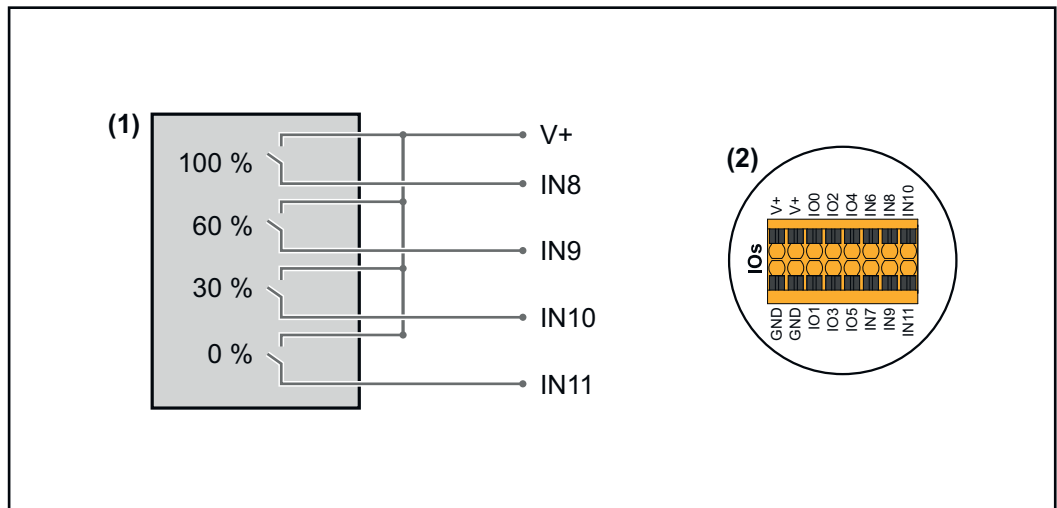 (1)
100 %
60 %
30 %
0 %
V+
IN8
IN9
IN10
IN11
(2)
V+ V+ IO0 IO2 IO4 IN6 IN8 IN10
IOs
GND GND IO1 IO3 IO5 IN7 IN9 IN11